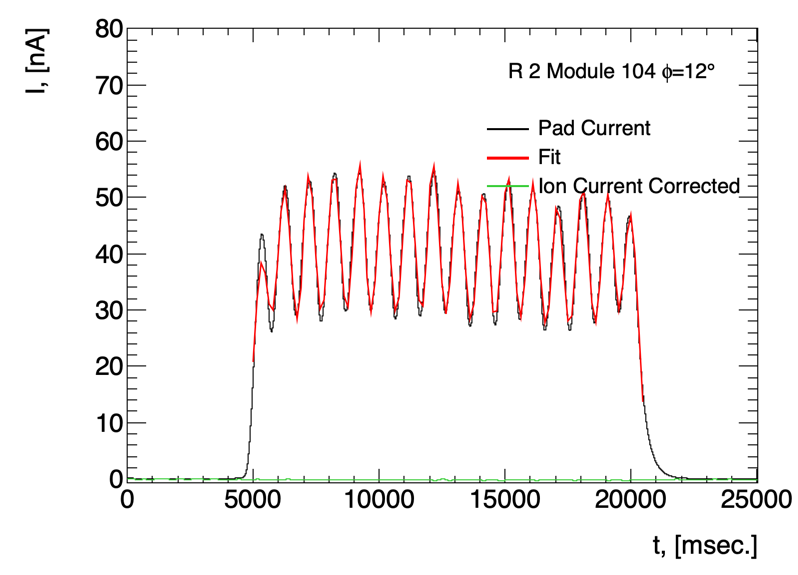 I, [nA]
80
70
60
50
40
30
20
10
0
R 2 Module 104 ϕ=12°
Pad Current
Fit
Ion Current Corrected
0 5000 10000 15000 20000 25000
t, [msec.]